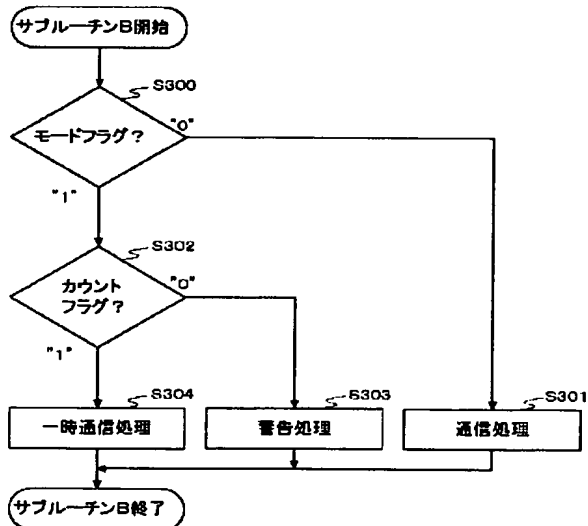 サブルーチンB開始
S300
モードフラグ?
"0"
"1"
S302
カウント
フラグ?
"0"
"1"
S304
一時通信処理
S303
警告処理
S301
通信処理
サブルーチンB終了